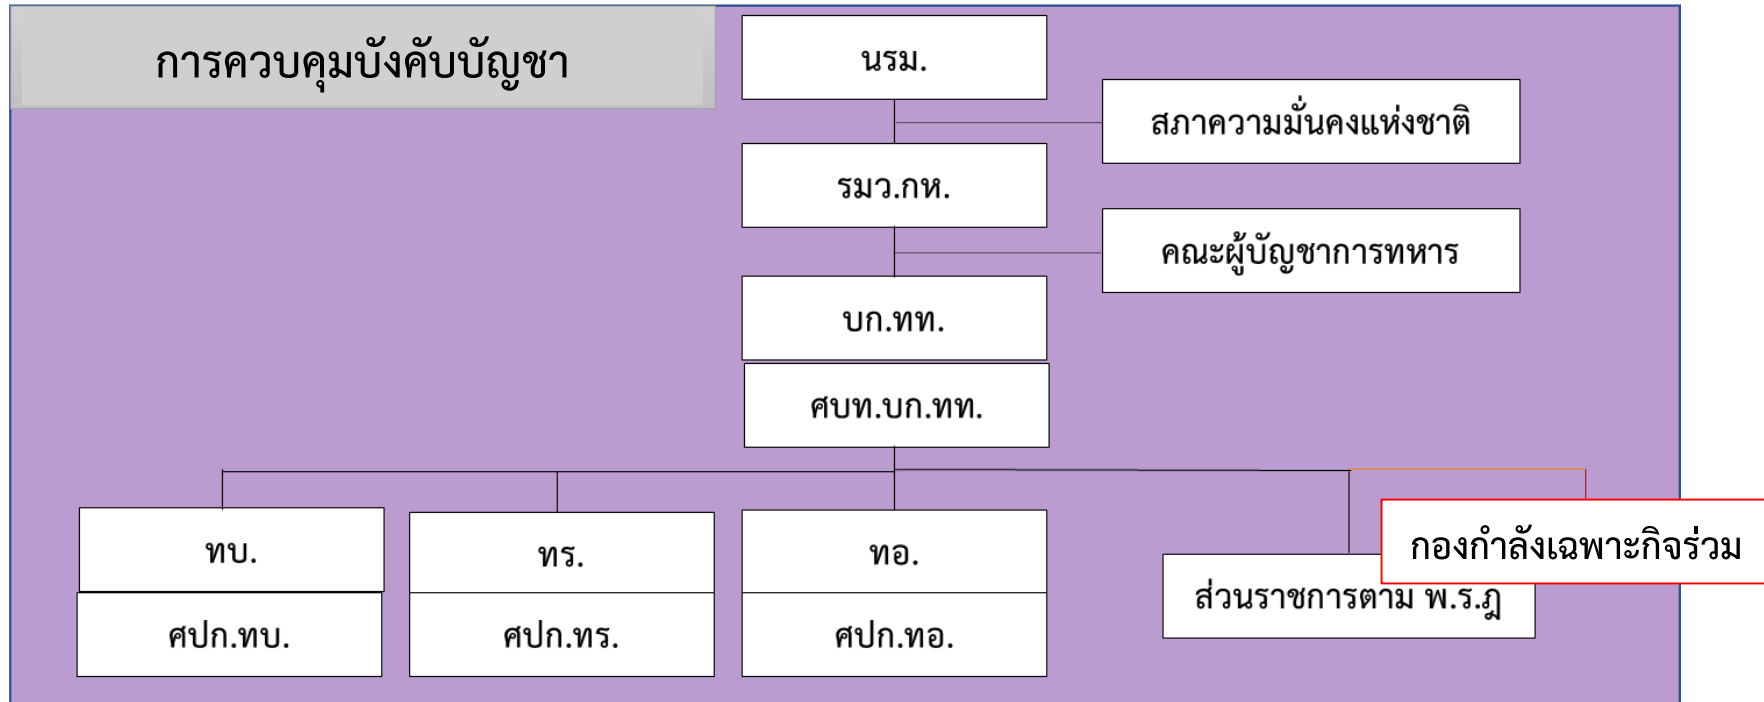 การควบคุมบังคับบัญชา
นรม.
สภาความมั่นคงแห่งชาติ
รมว.กห.
คณะผู้บัญชาการทหาร
บก.ทท.
ศบท.บก.ทท.
ทบ.
ทร.
ทอ.
กองกำลังเฉพาะกิจร่วม
ส่วนราชการตาม พ.ร.ฎ
ศปก.ทบ.
ศปก.ทร.
ศปก.ทอ.